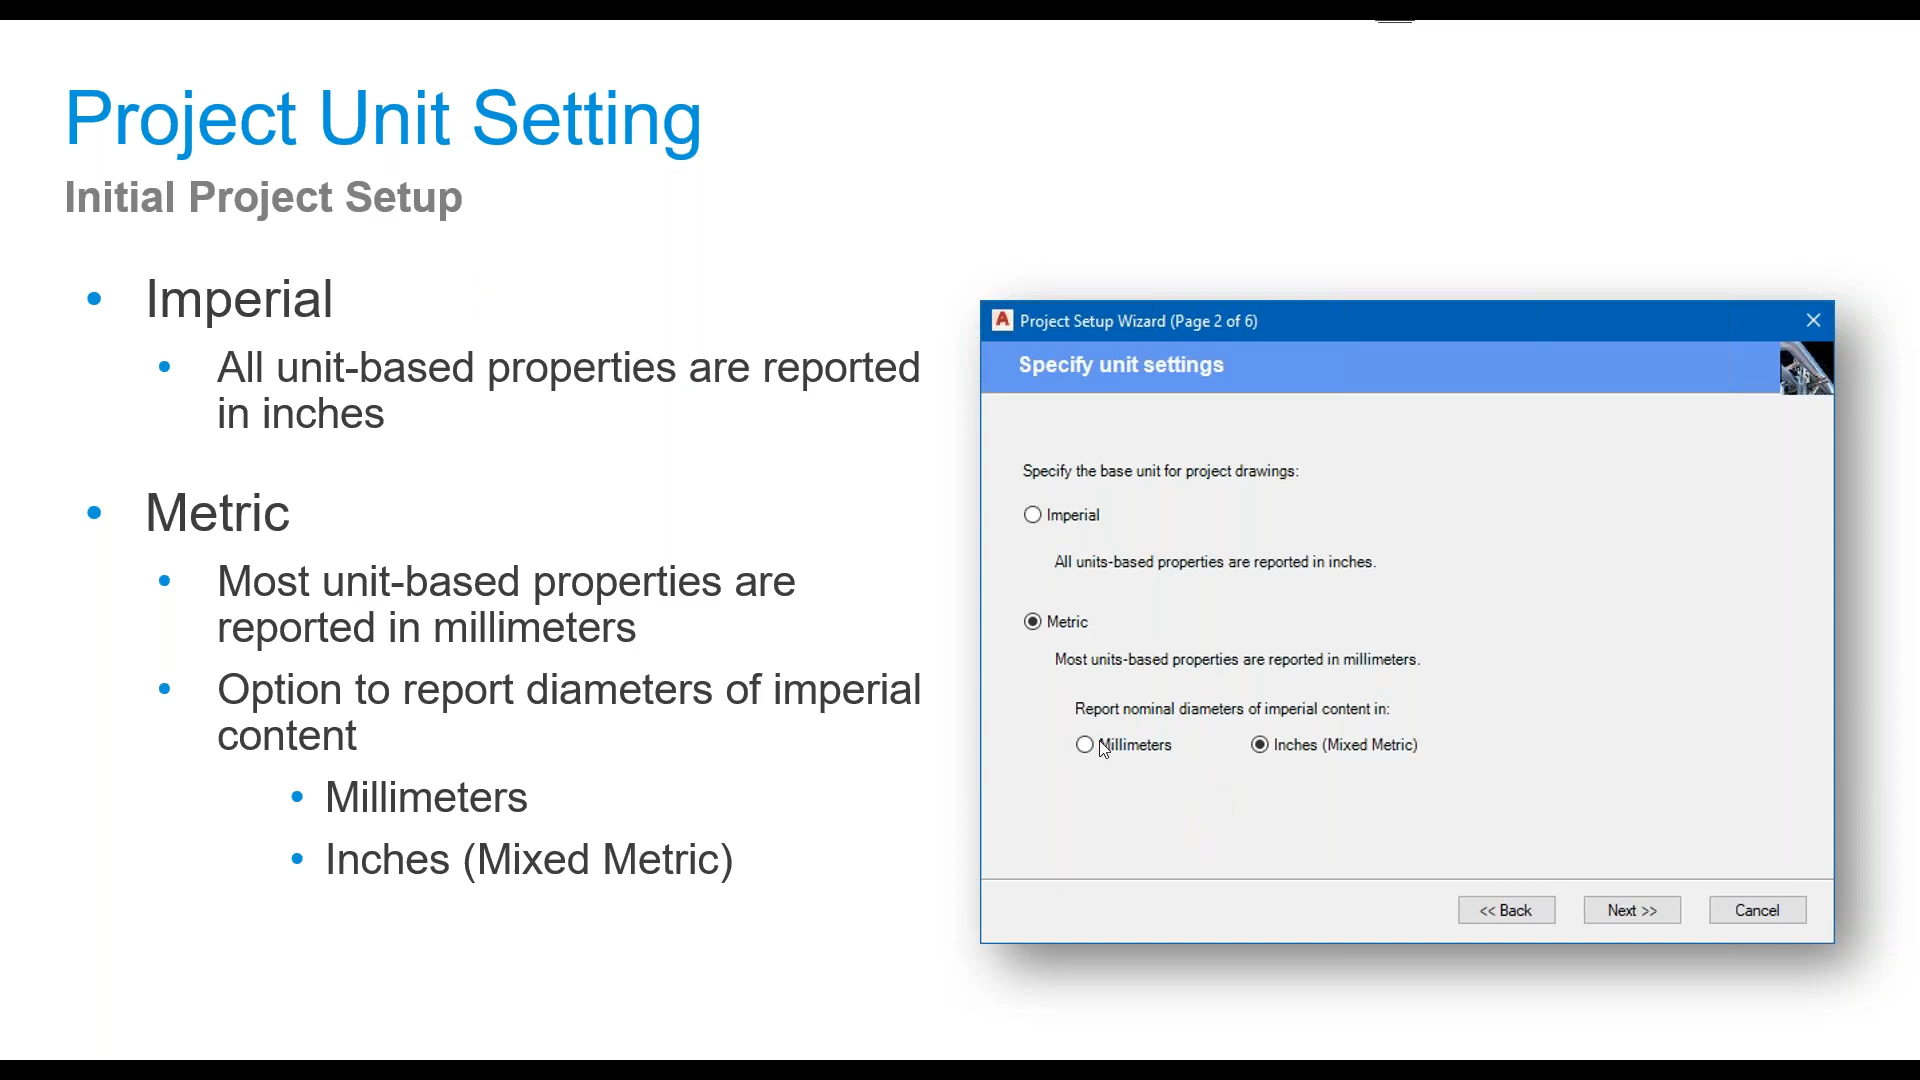 Project Unit Setting
Initial Project Setup
• Imperial
• All unit-based properties are reported
in inches
• Metric
• Most unit-based properties are
reported in millimeters
• Option to report diameters of imperial
content
• Millimeters
• Inches (Mixed Metric)
Project Setup Wizard (Page 2 of 6)
Specify unit settings
Specify the base unit for project drawings:
Imperial
All units-based properties are reported in inches.
Metric
Most units-based properties are reported in millimeters.
Report nominal diameters of imperial content in:
Millimeters Inches (Mixed Metric)
<< Back Next >> Cancel